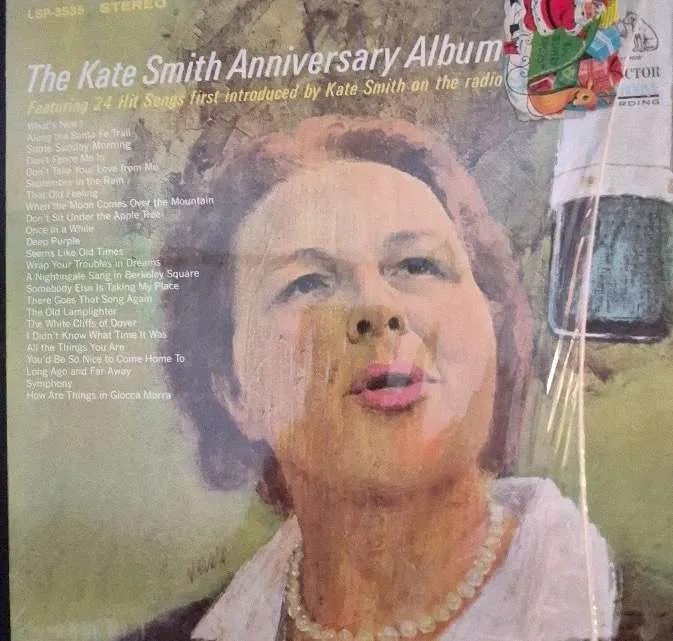 LSP-3535 STEREO
The Kate Smith Anniversary Album
Featuring 24 Hit Songs first introduced by Kate Smith on the radio
CTOR
RDING
What's New?
Along the Santa Fe Trail
Some Sunday Morning
Don't Fence Me In
Don't Take Your Love from Me
September in the Rain
That Old Feeling
When the Moon Comes Over the Mountain
Don't Sit Under the Apple Tree
Once in a While
Deep Purple
Seems Like Old Times
Wrap Your Troubles in Dreams
A Nightingale Sang in Berkeley Square
Somebody Else Is Taking My Place
There Goes That Song Again
The Old Lamplighter
The White Cliffs of Dover
I Didn't Know What Time It Was
All the Things You Are
You'd Be So Nice to Come Home To
Long Ago and Far Away
Symphony
How Are Things in Glocca Morra